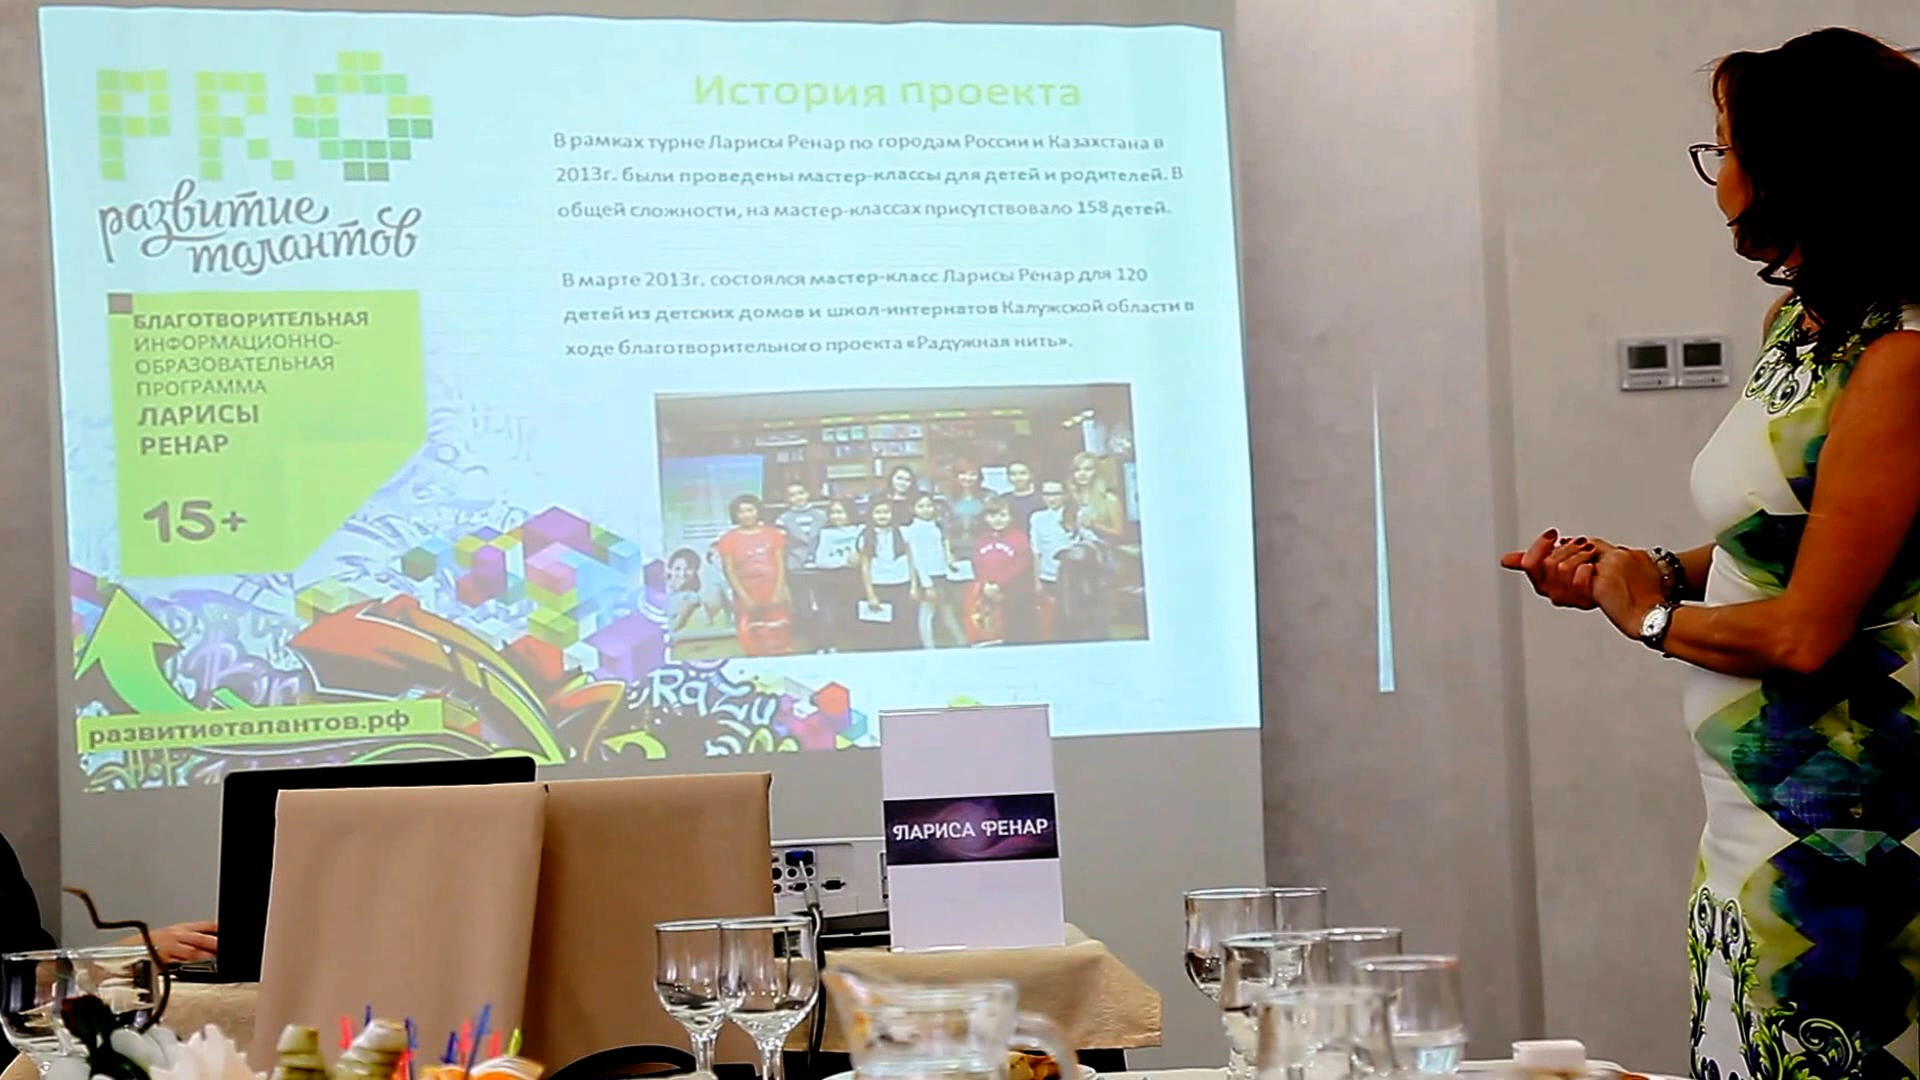 PRO
развитие
талантов
БЛАГОТВОРИТЕЛЬНАЯ
ИНФОРМАЦИОННО-
ОБРАЗОВАТЕЛЬНАЯ
ПРОГРАММА
ЛАРИСЫ
РЕНАР
15+
развитиеталантов.рф
История проекта
В рамках турне Ларисы Ренар по городам России и Казахстана в
2013г. были проведены мастер-классы для детей и родителей. В
общей сложности, на мастер-классах присутствовало 158 детей.
В марте 2013г. состоялся мастер-класс Ларисы Ренар для 120
детей из детских домов и школ-интернатов Калужской области в
ходе благотворительного проекта «Радужная нить».
ЛАРИСА РЕНАР